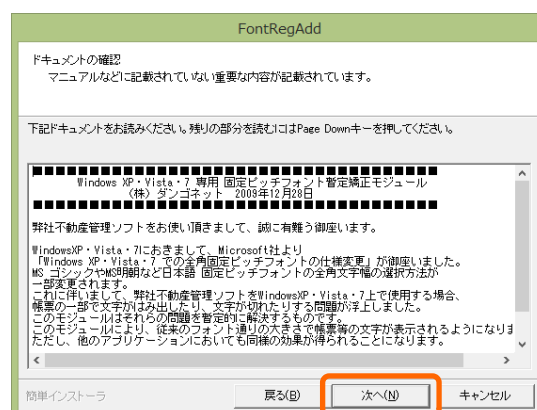 FontRegAdd
ドキュメントの確認
マニュアルなどに記載されていない重要な内容が記載されています。
下記ドキュメントをお読みください。残りの部分を読むにはPage Downキーを押してください。
■■■■■■■■■■■■■■■■■■■■■■■■■■■■■■■■■■■
Windows XP・Vista・7 専用 固定ピッチフォント暫定矯正モジュール
(株) ダンゴネット 2009年12月28日
■■■■■■■■■■■■■■■■■■■■■■■■■■■■■■■■■■■
弊社不動産管理ソフトをお使い頂きまして、誠に有難う御座います。
WindowsXP・Vista・7におきまして、Microsoft社より
「Windows XP・Vista・7 での全角固定ピッチフォントの仕様変更」が御座いました。
MS ゴシックやMS明朝など日本語 固定ピッチフォントの全角文字幅の選択方法が
一部変更されます。
これに伴いまして、弊社不動産管理ソフトをWindowsXP・Vista・7上で使用する場合、
帳票の一部で文字がはみ出したり、文字が切れたりする問題が浮上しました。
このモジュールはそれらの問題を暫定的に解決するものです。
このモジュールにより、従来のフォント通りの大きさで帳票等の文字が表示されるようになりま
ただし、他のアプリケーションにおいても同様の効果が得られることになります。
簡単インストーラ
戻る(B)
次へ(N)
キャンセル